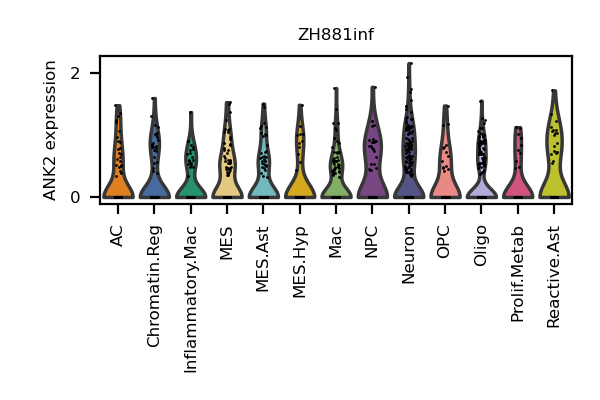 ZH881inf
ANK2 expression
2
0
AC
Chromatin.Reg
Inflammatory.Mac
MES
MES.Ast
MES.Hyp
Mac
NPC
Neuron
OPC
Oligo
Prolif.Metab
Reactive.Ast